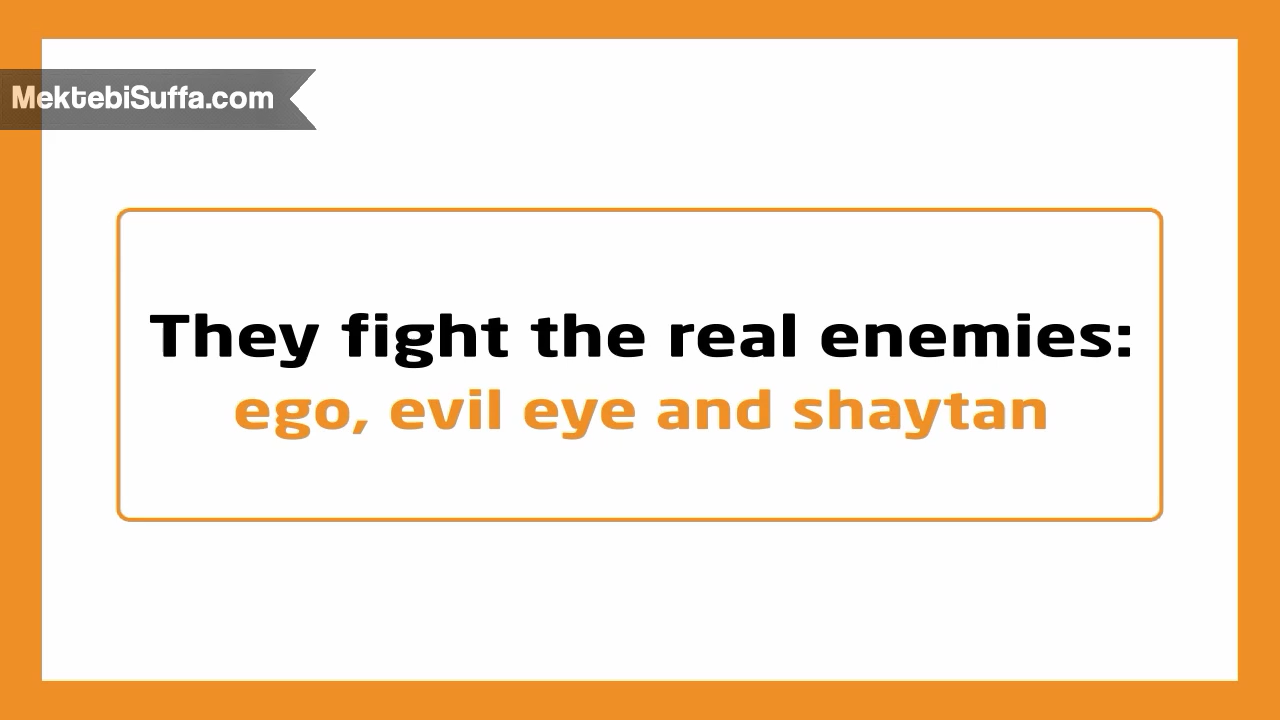 MektebiSuffa.com
They fight the real enemies:
ego, evil eye and shaytan